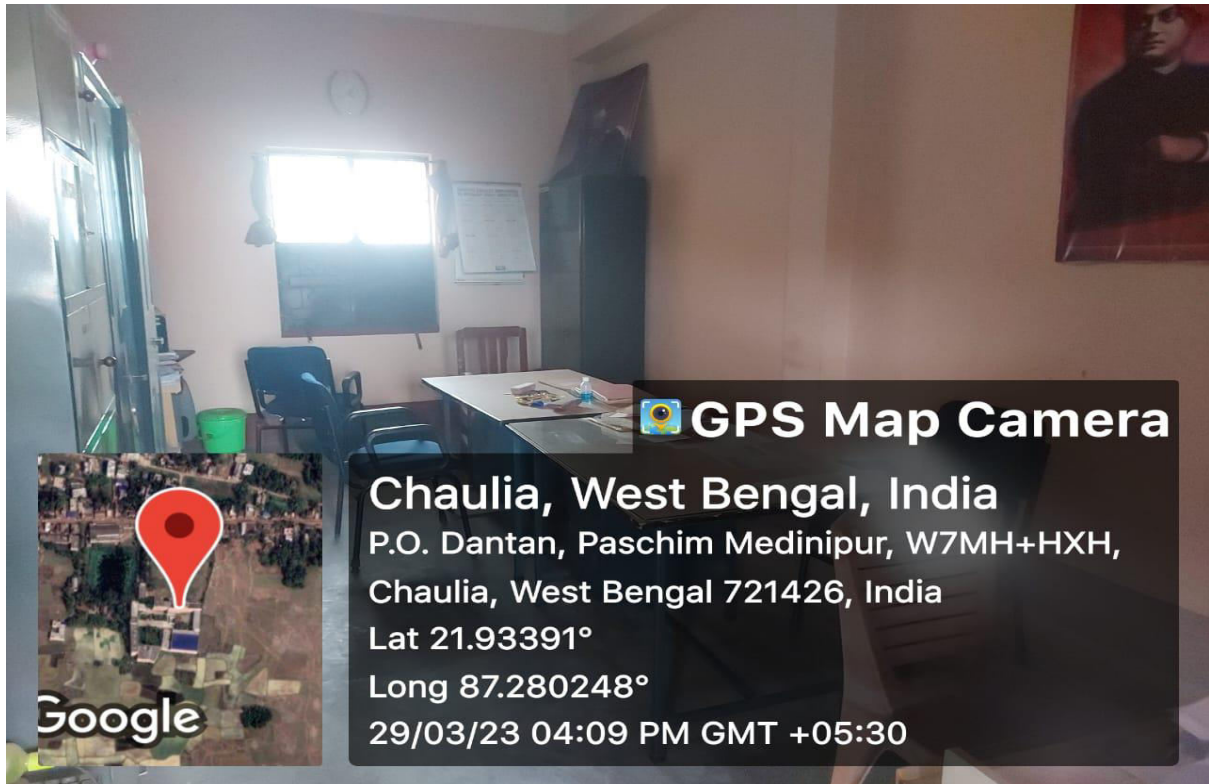 GPS Map Camera
Chaulia, West Bengal, India
P.O. Dantan, Paschim Medinipur, W7MH+HXH,
Chaulia, West Bengal 721426, India
Lat 21.93391°
Long 87.280248°
29/03/23 04:09 PM GMT +05:30
Google